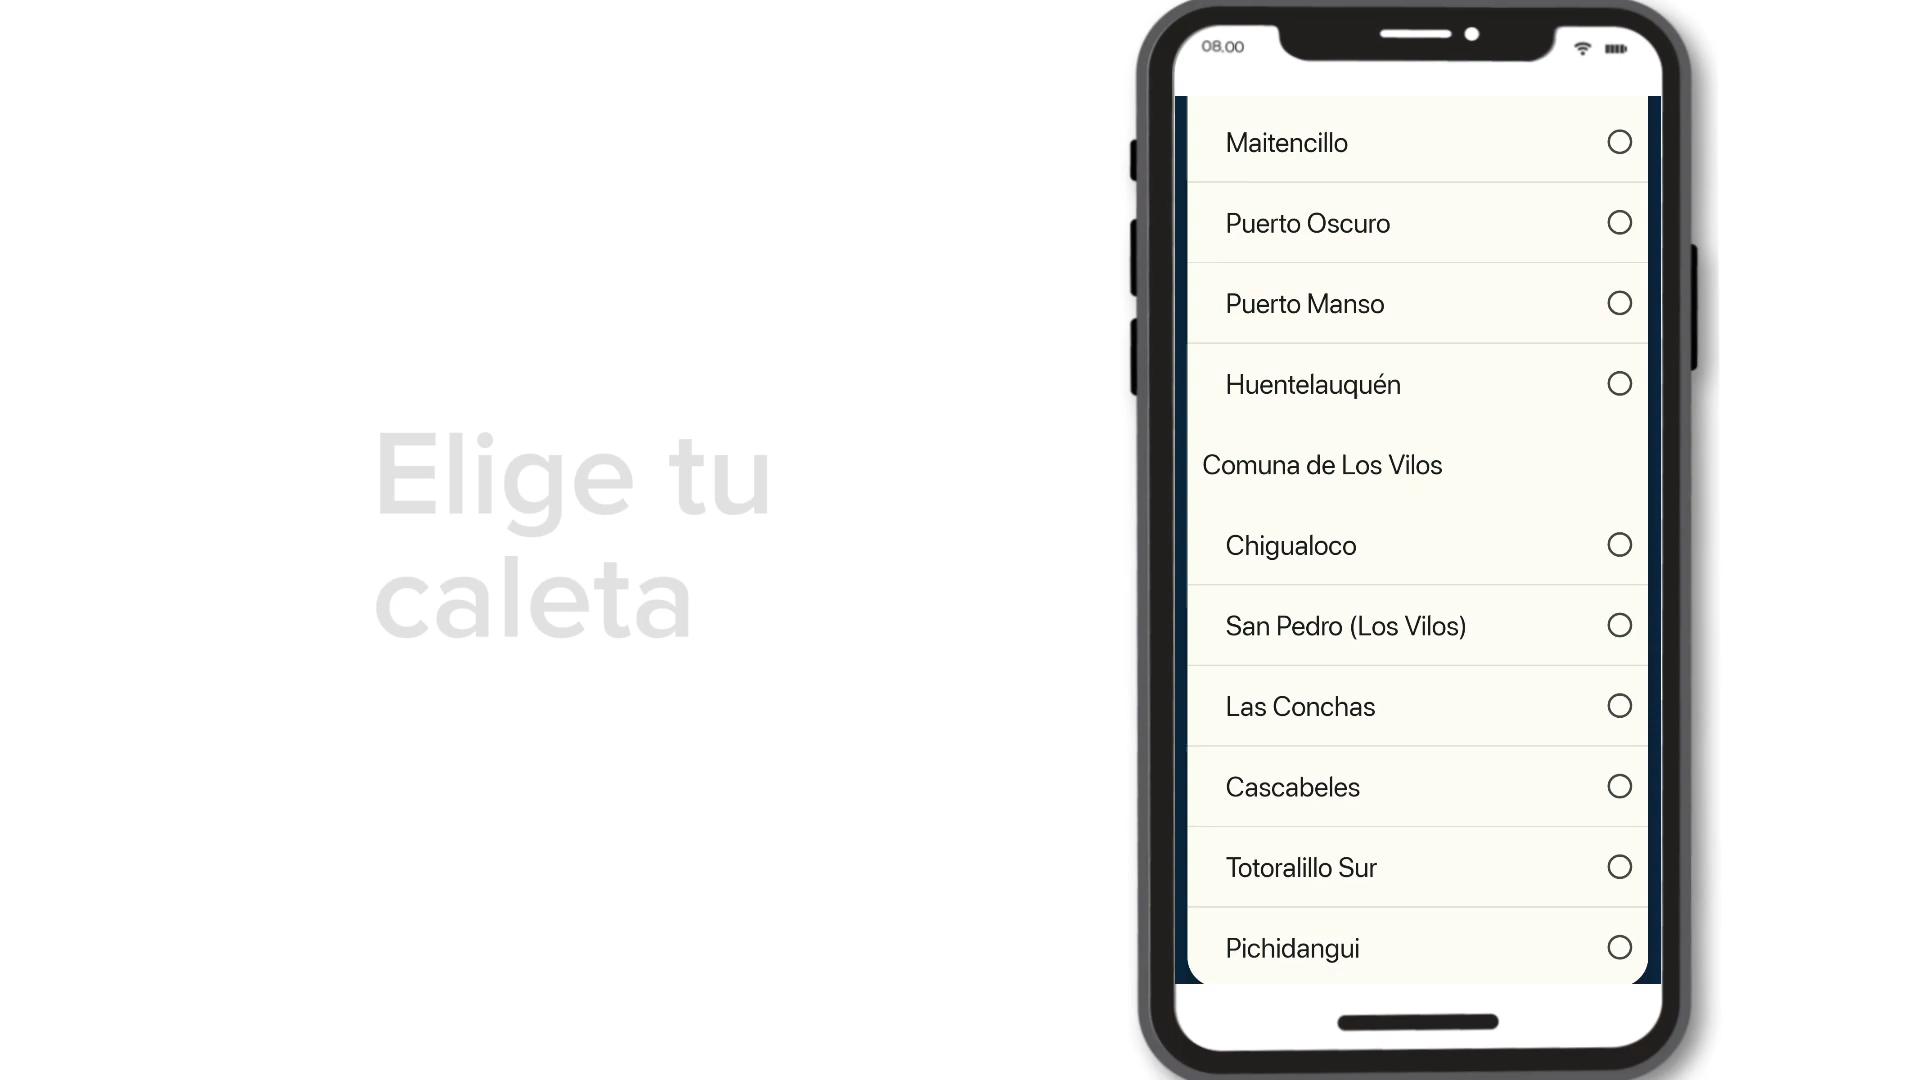 Elige tu
caleta
08.00
Maitencillo
Puerto Oscuro
Puerto Manso
Huentelauquén
Comuna de Los Vilos
Chigualoco
San Pedro (Los Vilos)
Las Conchas
Cascabeles
Totoralillo Sur
Pichidangui